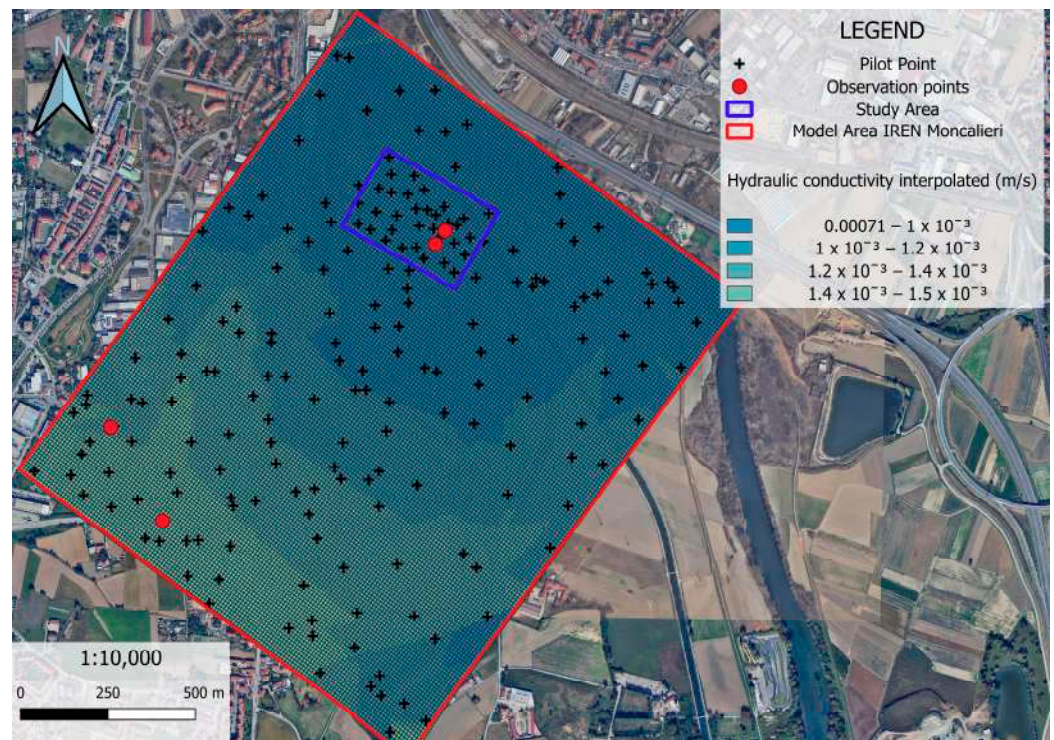 N
LEGEND
Pilot Point
Observation points
Study Area
Model Area IREN Moncalieri
Hydraulic conductivity interpolated (m/s)
0.00071 – 1 x 10⁻³
1 x 10⁻³ – 1.2 x 10⁻³
1.2 x 10⁻³ – 1.4 x 10⁻³
1.4 x 10⁻³ – 1.5 x 10⁻³
1:10,000
0 250 500 m